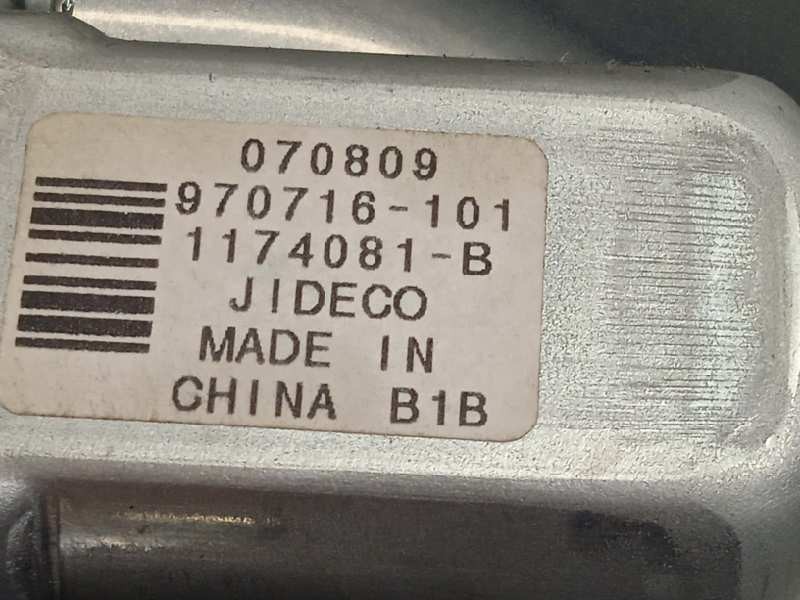 070809
970716-101
1174081-B
JIDECO
MADE IN
CHINA B1B